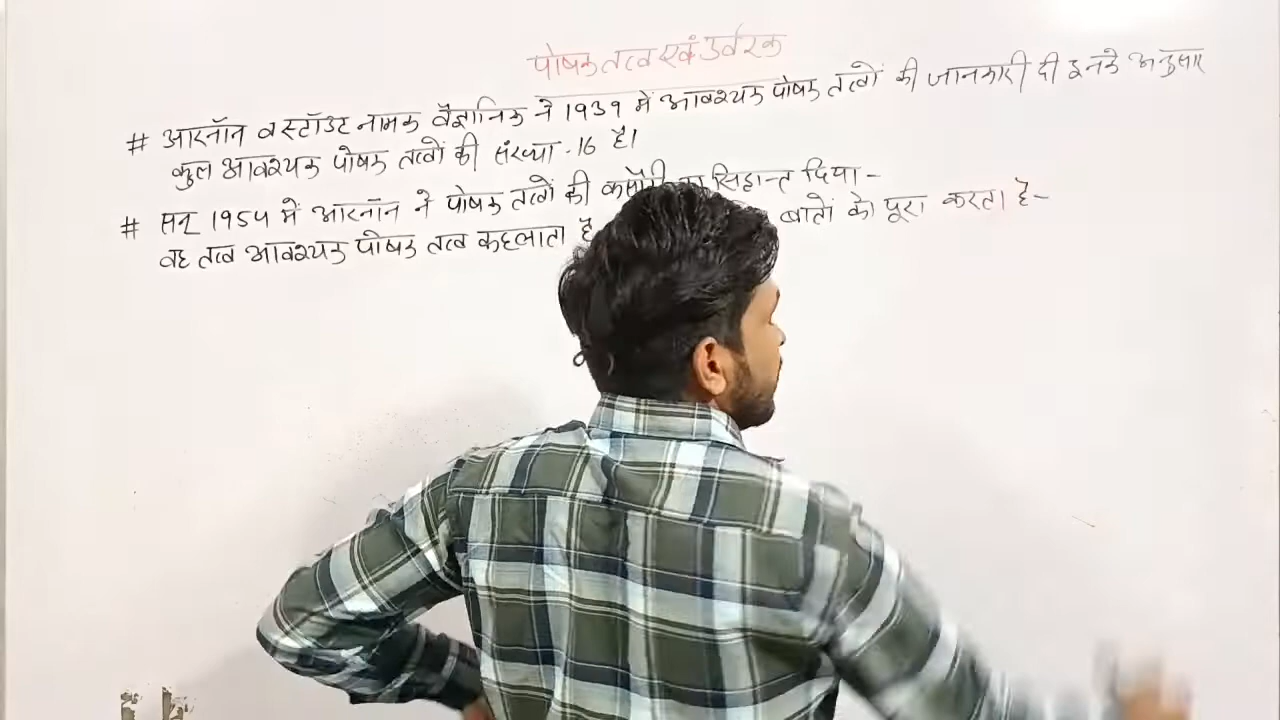 पोषक तत्व एवं उर्वरक
# आरनॉन व स्टॉउट नामक वैज्ञानिक ने 1939 में आवश्यक पोषक तत्वों की जानकारी दी इनके अनुसार
कुल आवश्यक पोषक तत्वों की संख्या - 16 है।
# सन् 1954 में आरनॉन ने पोषक तत्वों की सिद्दान्त दिया -
वह तत्व आवश्यक पोषक तत्व कहलाता है बातों को पूरा करता है -